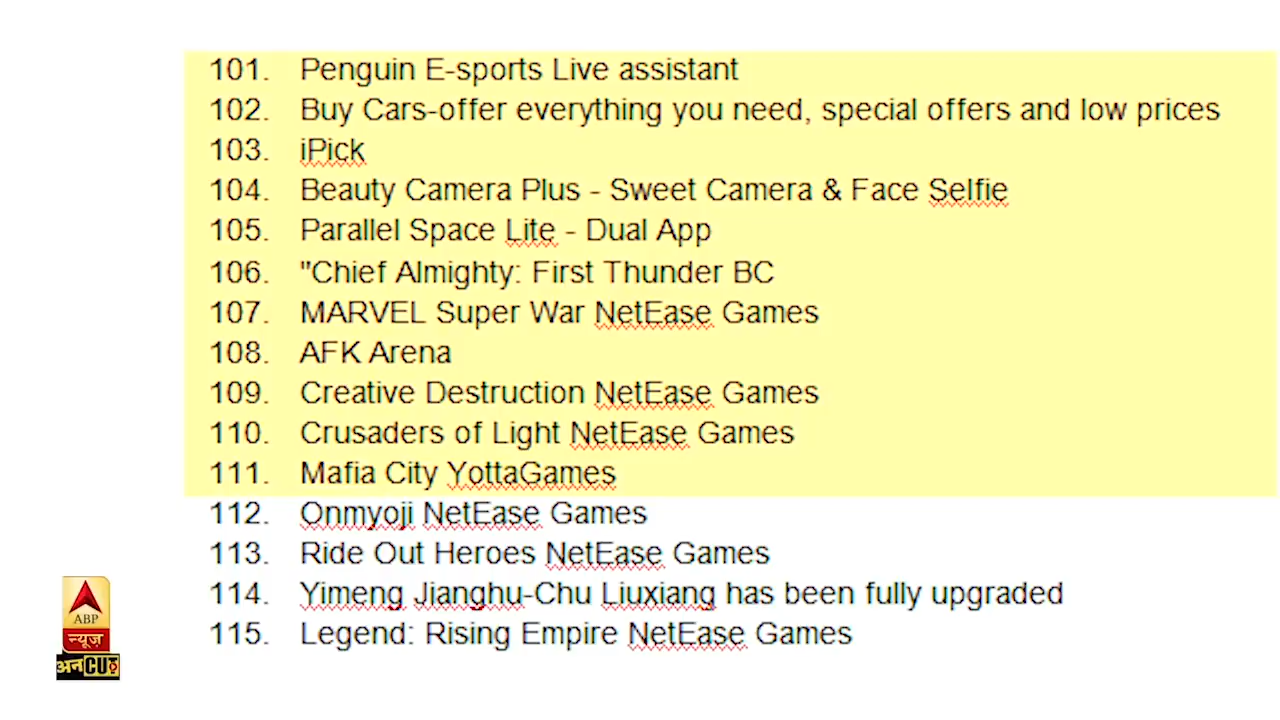 101. Penguin E-sports Live assistant
102. Buy Cars-offer everything you need, special offers and low prices
103. iPick
104. Beauty Camera Plus - Sweet Camera & Face Selfie
105. Parallel Space Lite - Dual App
106. "Chief Almighty: First Thunder BC
107. MARVEL Super War NetEase Games
108. AFK Arena
109. Creative Destruction NetEase Games
110. Crusaders of Light NetEase Games
111. Mafia City YottaGames
112. Onmyoji NetEase Games
113. Ride Out Heroes NetEase Games
114. Yimeng Jianghu-Chu Liuxiang has been fully upgraded
115. Legend: Rising Empire NetEase Games
ABP
न्यूज़
अनCUट